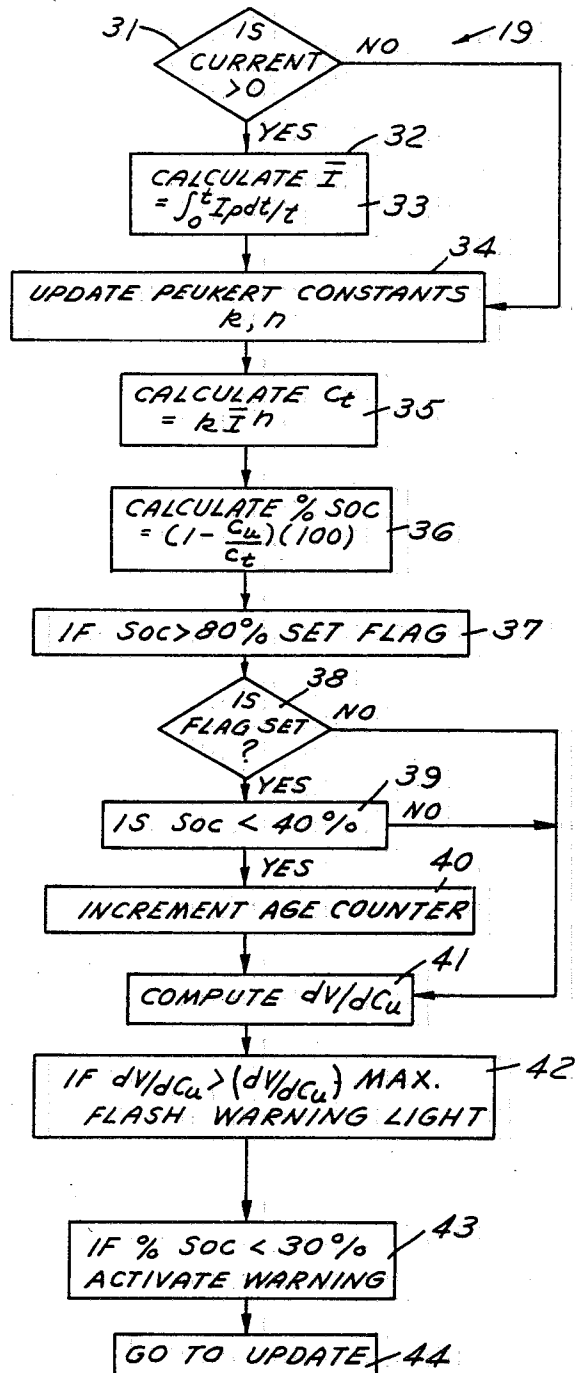 31
IS
CURRENT
>0
NO
19
YES
32
CALCULATE Ī
= ∫₀ᵗ Ipdt/t
33
34
UPDATE PEUKERT CONSTANTS
k, n
CALCULATE Ct
= k Ī n
35
CALCULATE % SOC
= (1 - Cu/Ct)(100)
36
IF SOC>80% SET FLAG
37
38
IS
FLAG SET
?
NO
YES
39
IS SOC < 40%
NO
YES
40
INCREMENT AGE COUNTER
41
COMPUTE dV/dCu
IF dV/dCu > (dV/dCu) MAX.
FLASH WARNING LIGHT
42
IF % SOC < 30%
ACTIVATE WARNING
43
GO TO UPDATE
44